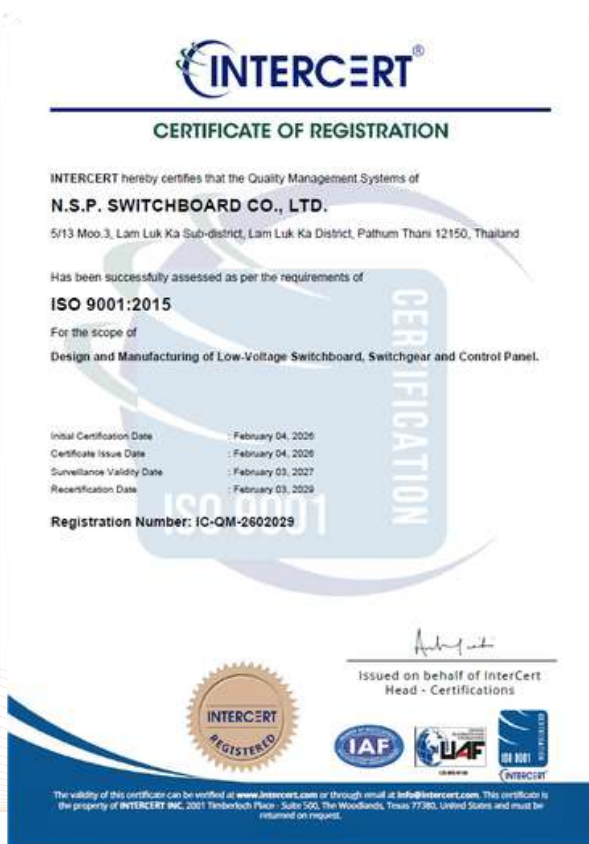 INTERCERT®
CERTIFICATE OF REGISTRATION
INTERCERT hereby certifies that the Quality Management Systems of
N.S.P. SWITCHBOARD CO., LTD.
5/13 Moo.3, Lam Luk Ka Sub-district, Lam Luk Ka District, Pathum Thani 12150, Thailand
Has been successfully assessed as per the requirements of
ISO 9001:2015
For the scope of
Design and Manufacturing of Low-Voltage Switchboard, Switchgear and Control Panel.
Initial Certification Date : February 04, 2026
Certificate Issue Date : February 04, 2026
Surveillance Validity Date : February 03, 2027
Recertification Date : February 03, 2029
Registration Number: IC-QM-2602029
CERTIFICATION
ISO 9001
Issued on behalf of InterCert
Head - Certifications
INTERCERT
REGISTERED
IAF
UAF
ISO 9001
INTERCERT
The validity of this certificate can be verified at www.intercert.com or through email at info@intercert.com. This certificate is
the property of INTERCERT INC, 2001 Timberloch Place - Suite 500, The Woodlands, Texas 77380, United States and must be
returned on request.